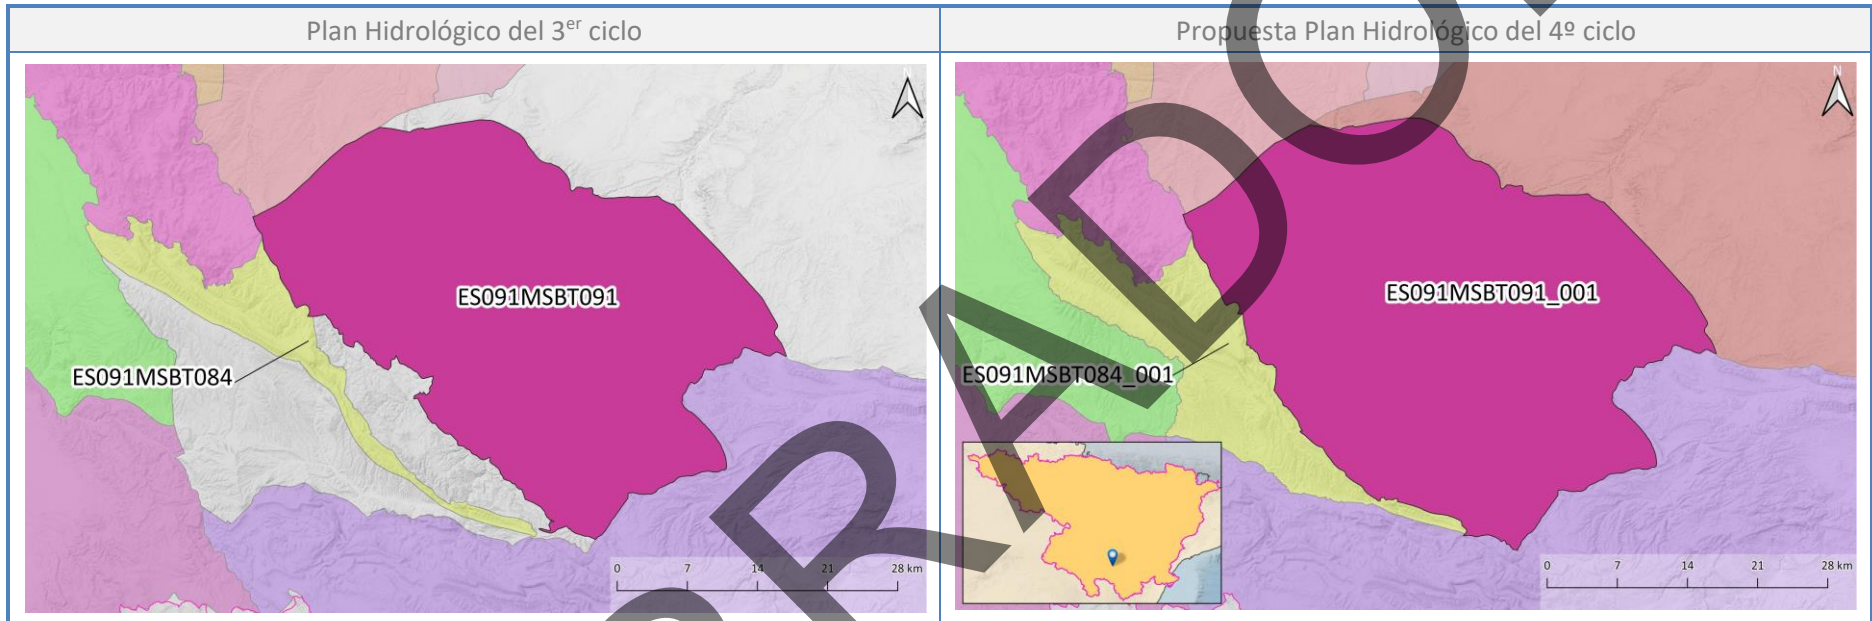 Plan Hidrológico del 3er ciclo
Propuesta Plan Hidrológico del 4º ciclo
N
N
ES091MSBT091
ES091MSBT091_001
ES091MSBT084
ES091MSBT084_001
0 7 14 21 28 km
0 7 14 21 28 km
RADO